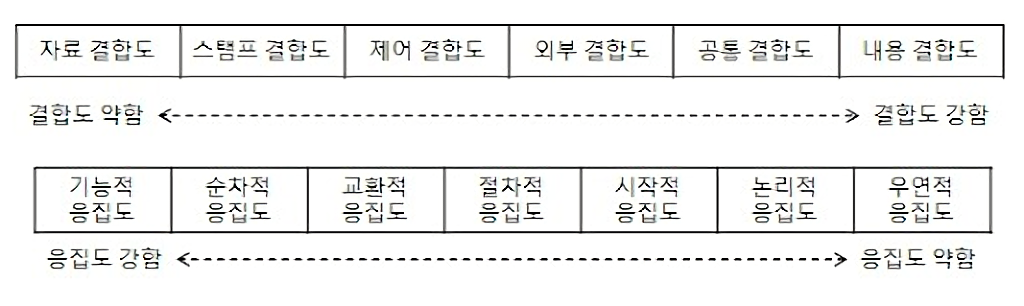 자료 결합도 스탬프 결합도 제어 결합도 외부 결합도 공통 결합도 내용 결합도
결합도 약함 결합도 강함
기능적 순차적 교환적 절차적 시작적 논리적 우연적
응집도 응집도 응집도 응집도 응집도 응집도 응집도
응집도 강함 응집도 약함